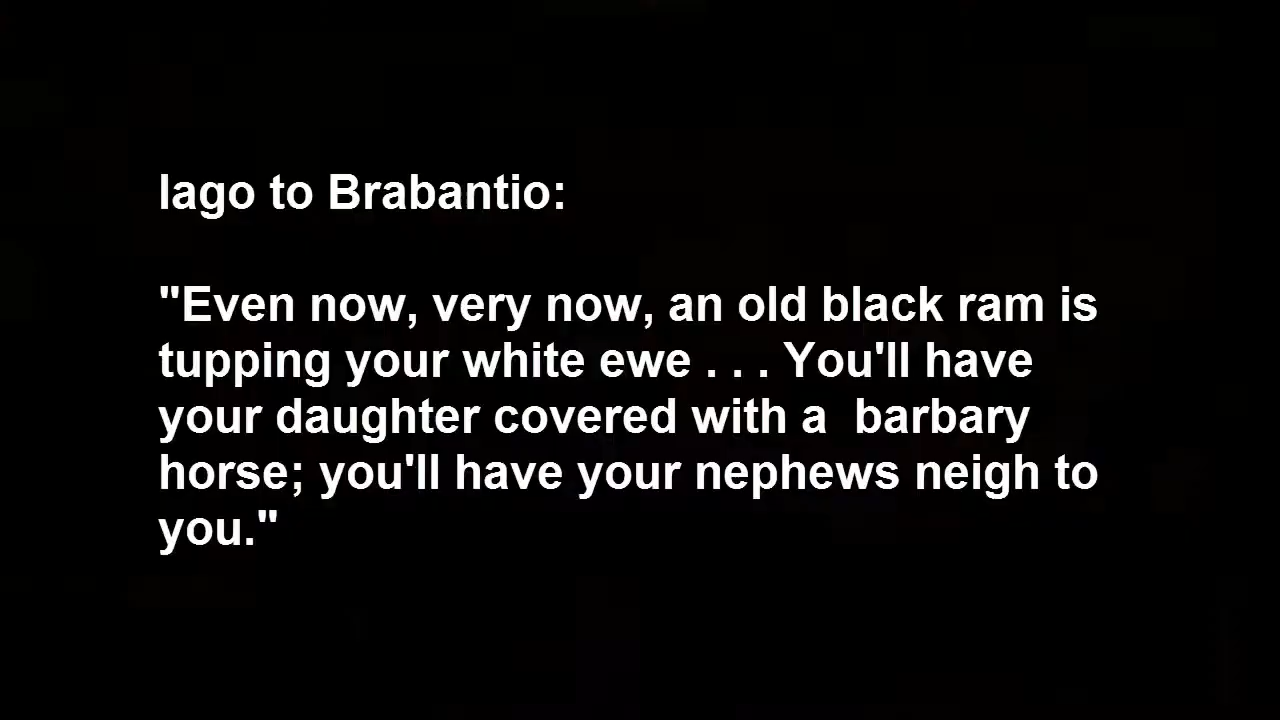 Iago to Brabantio:
"Even now, very now, an old black ram is
tupping your white ewe . . . You'll have
your daughter covered with a  barbary
horse; you'll have your nephews neigh to
you."